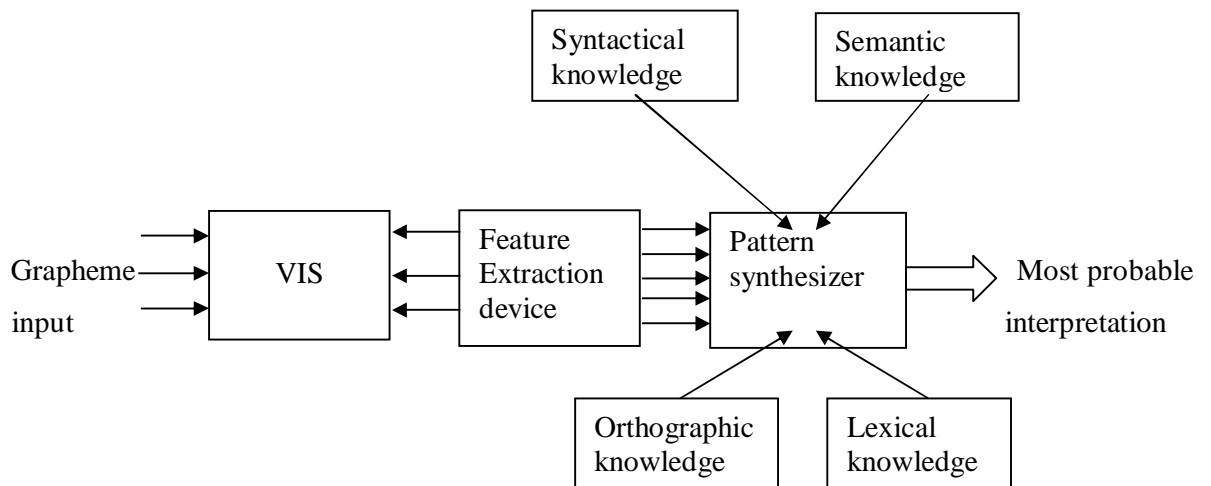 Syntactical
knowledge
Semantic
knowledge
Grapheme
input
VIS
Feature
Extraction
device
Pattern
synthesizer
Most probable
interpretation
Orthographic
knowledge
Lexical
knowledge